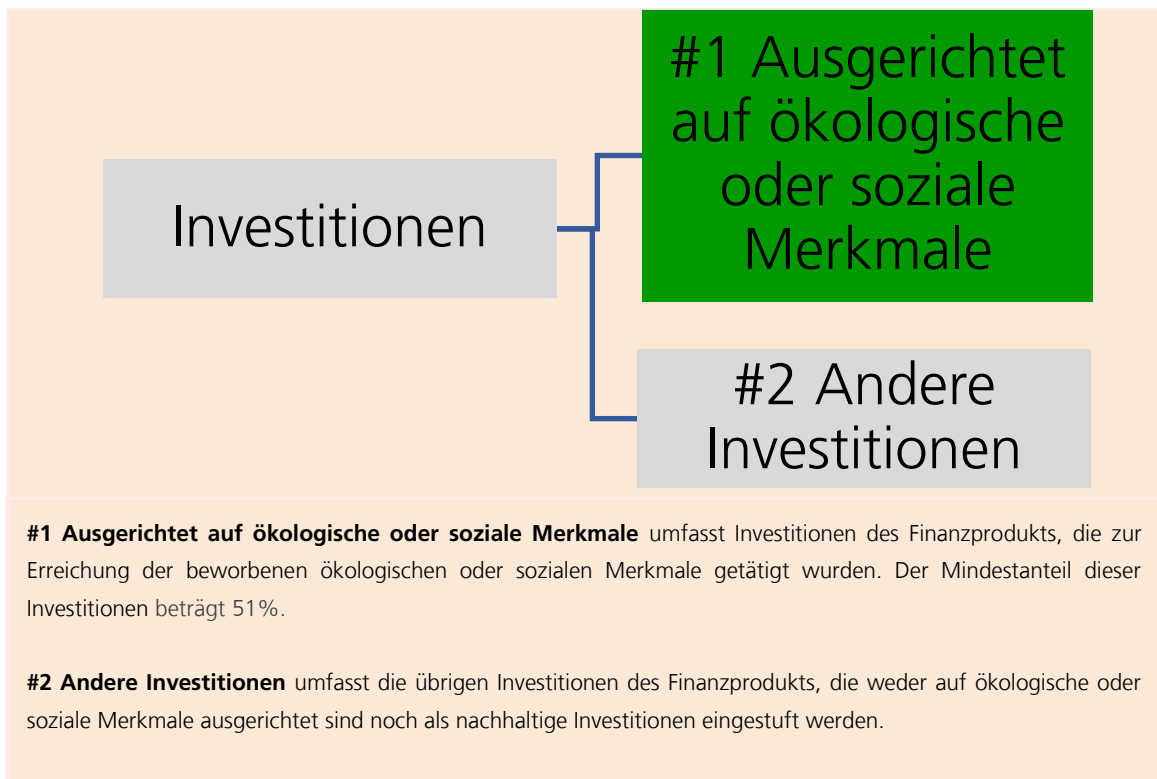 #1 Ausgerichtet
auf ökologische
oder soziale
Merkmale
Investitionen
#2 Andere
Investitionen
#1 Ausgerichtet auf ökologische oder soziale Merkmale umfasst Investitionen des Finanzprodukts, die zur
Erreichung der beworbenen ökologischen oder sozialen Merkmale getätigt wurden. Der Mindestanteil dieser
Investitionen beträgt 51%.
#2 Andere Investitionen umfasst die übrigen Investitionen des Finanzprodukts, die weder auf ökologische oder
soziale Merkmale ausgerichtet sind noch als nachhaltige Investitionen eingestuft werden.